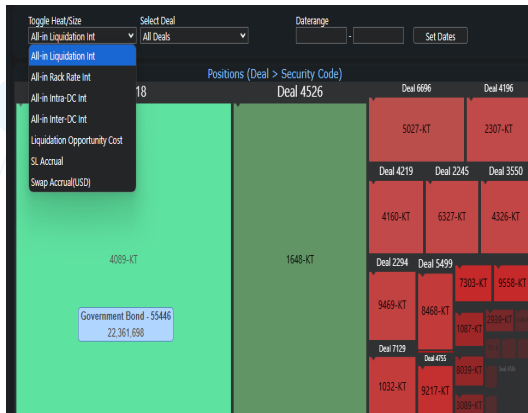 Toggle Heat/Size
Select Deal
Daterange
All-in Liquidation Int
All Deals
-
Set Dates
All-in Liquidation Int
All-in Rack Rate Int
All-in Intra-DC Int
All-in Inter-DC Int
Liquidation Opportunity Cost
SL Accrual
Swap Accrual(USD)
Positions (Deal > Security Code)
18
Deal 4526
Deal 6696
Deal 4196
5027-KT
2307-KT
Deal 4219
Deal 2245
Deal 3550
4160-KT
6327-KT
4326-KT
4089-KT
1648-KT
Deal 2294
Deal 5499
7303-KT
9558-KT
9469-KT
8468-KT
Government Bond - 55446
22,361,698
1087-KT
2939-KT
Deal 7129
Deal 4755
8039-KT
1032-KT
9217-KT
3089-KT